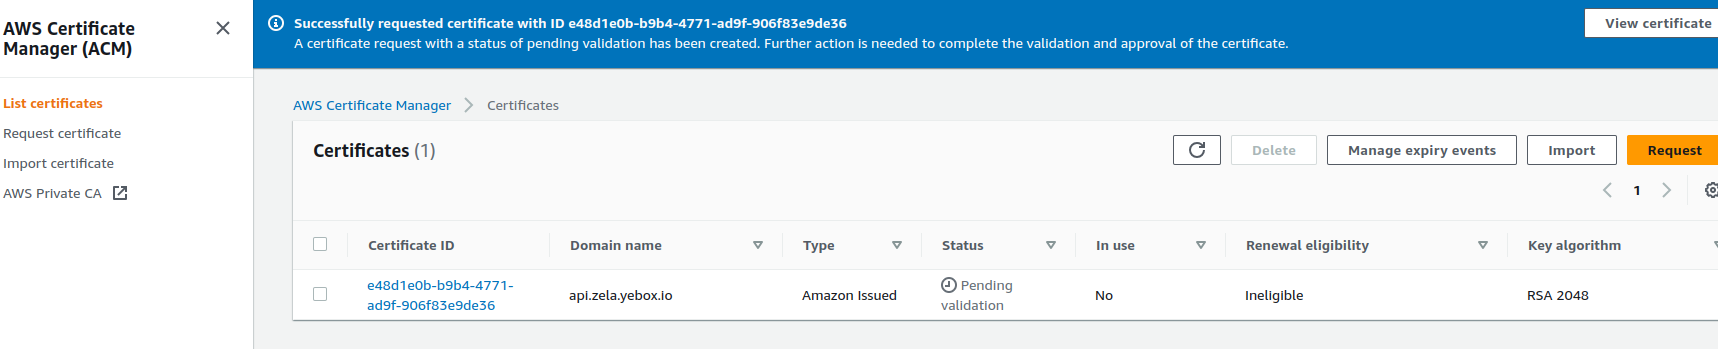 AWS Certificate
Manager (ACM)
List certificates
Request certificate
Import certificate
AWS Private CA
Successfully requested certificate with ID e48d1e0b-b9b4-4771-ad9f-906f83e9de36
A certificate request with a status of pending validation has been created. Further action is needed to complete the validation and approval of the certificate.
View certificate
AWS Certificate Manager Certificates
Certificates (1)
Delete Manage expiry events Import Request
1
Certificate ID Domain name Type Status In use Renewal eligibility Key algorithm
e48d1e0b-b9b4-4771-
ad9f-906f83e9de36
api.zela.yebox.io
Amazon Issued
Pending
validation
No
Ineligible
RSA 2048